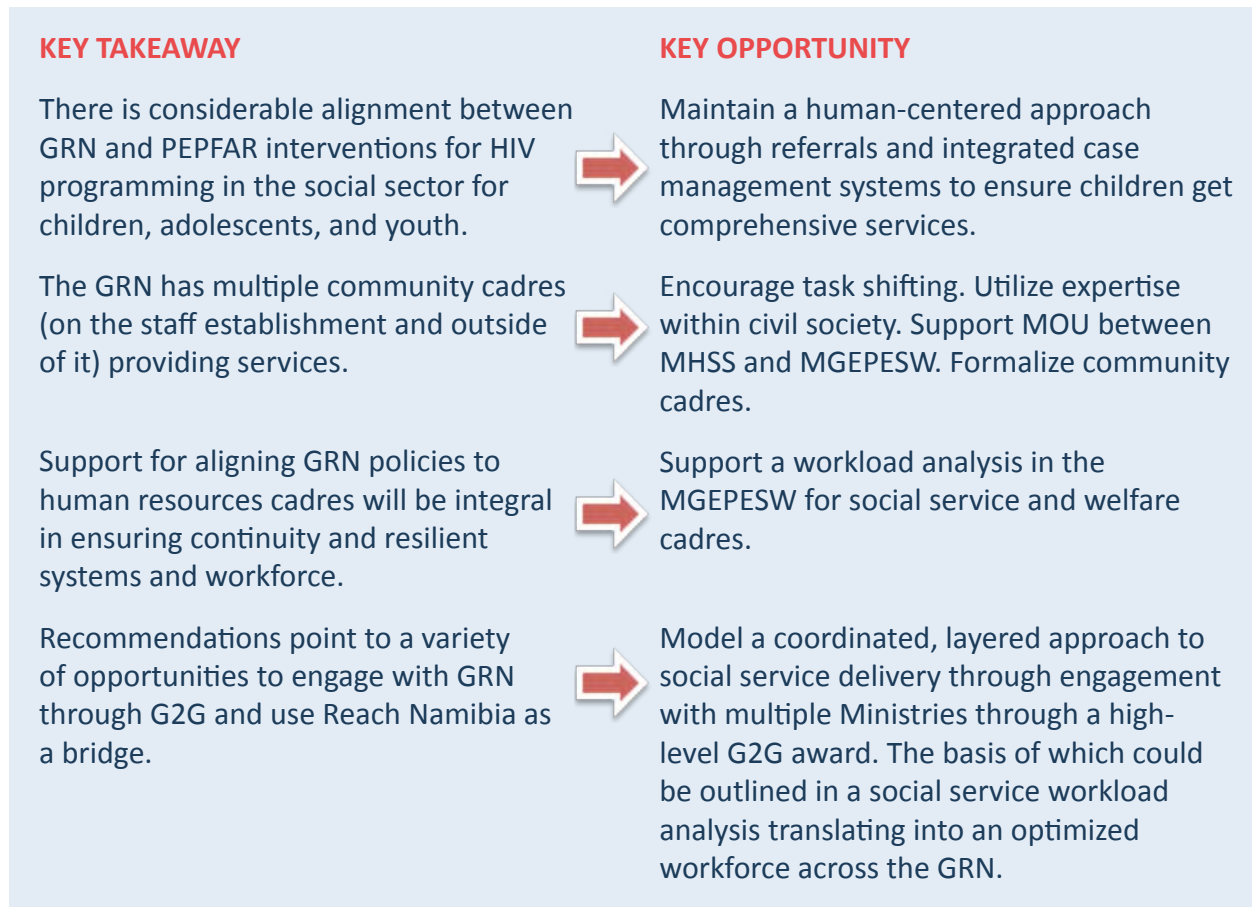 KEY TAKEAWAY
KEY OPPORTUNITY
There is considerable alignment between
GRN and PEPFAR interventions for HIV
programming in the social sector for
children, adolescents, and youth.
Maintain a human-centered approach
through referrals and integrated case
management systems to ensure children get
comprehensive services.
The GRN has multiple community cadres
(on the staff establishment and outside
of it) providing services.
Encourage task shifting. Utilize expertise
within civil society. Support MOU between
MHSS and MGEPESW. Formalize community
cadres.
Support for aligning GRN policies to
human resources cadres will be integral
in ensuring continuity and resilient
systems and workforce.
Support a workload analysis in the
MGEPESW for social service and welfare
cadres.
Recommendations point to a variety
of opportunities to engage with GRN
through G2G and use Reach Namibia as
a bridge.
Model a coordinated, layered approach to
social service delivery through engagement
with multiple Ministries through a high-
level G2G award. The basis of which could
be outlined in a social service workload
analysis translating into an optimized
workforce across the GRN.